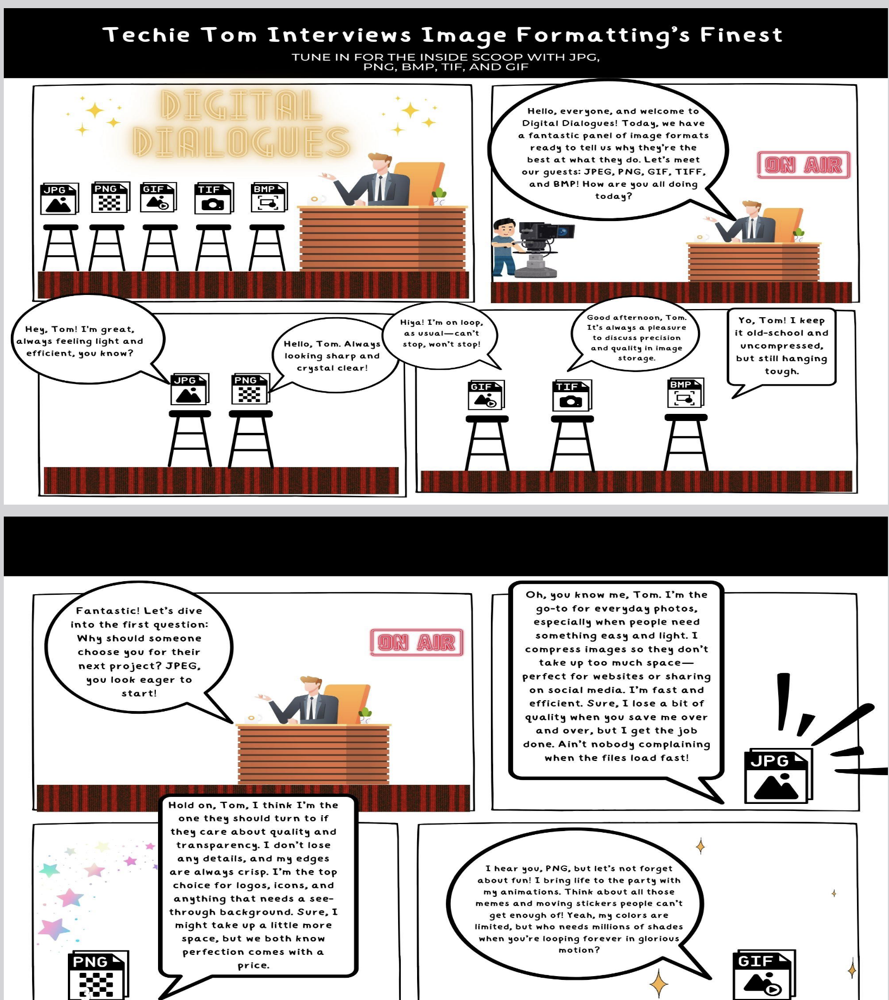 Techie Tom Interviews Image Formatting's Finest
TUNE IN FOR THE INSIDE SCOOP WITH JPG,
PNG, BMP, TIF, AND GIF
DIGITAL
DIALOGUES
JPG
PNG
GIF
TIF
BMP
Hello, everyone, and welcome to
Digital Dialogues! Today, we have
a fantastic panel of image formats
ready to tell us why they're the
best at what they do. Let's meet
our guests: JPEG, PNG, GIF, TIFF,
and BMP! How are you all doing
today?
ON AIR
Hey, Tom! I'm great,
always feeling light and
efficient, you know?
JPG
PNG
Hello, Tom. Always
looking sharp and
crystal clear!
Hiya! I'm on loop,
as usual—can't
stop, won't stop!
GIF
Good afternoon, Tom.
It's always a pleasure
to discuss precision
and quality in image
storage.
TIF
Yo, Tom! I keep
it old-school and
uncompressed,
but still hanging
tough.
BMP
Fantastic! Let's dive
into the first question:
Why should someone
choose you for their
next project? JPEG,
you look eager to
start!
ON AIR
Oh, you know me, Tom. I'm the
go-to for everyday photos,
especially when people need
something easy and light. I
compress images so they don't
take up too much space—
perfect for websites or sharing
on social media. I'm fast and
efficient. Sure, I lose a bit of
quality when you save me over
and over, but I get the job
done. Ain't nobody complaining
when the files load fast!
JPG
Hold on, Tom, I think I'm the
one they should turn to if
they care about quality and
transparency. I don't lose
any details, and my edges
are always crisp. I'm the top
choice for logos, icons, and
anything that needs a see-
through background. Sure, I
might take up a little more
space, but we both know
perfection comes with a
price.
PNG
3
I hear you, PNG, but let's not forget
about fun! I bring life to the party with
my animations. Think about all those
memes and moving stickers people can't
get enough of! Yeah, my colors are
limited, but who needs millions of shades
when you're looping forever in glorious
motion?
GIF